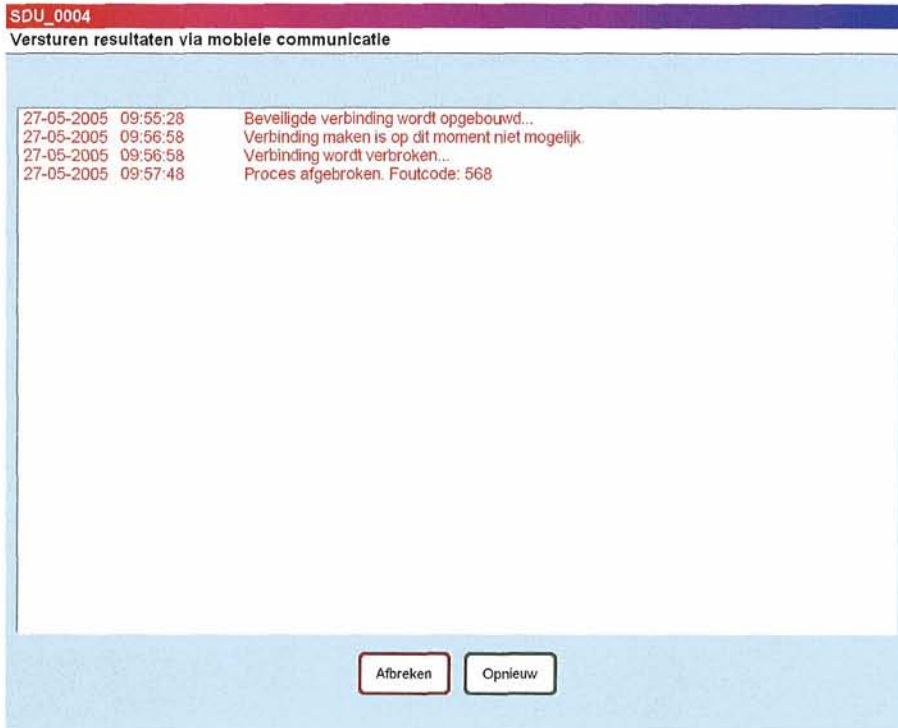 SDU_0004
Versturen resultaten via mobiele communicatie
27-05-2005 09:55:28 Beveiligde verbinding wordt opgebouwd...
27-05-2005 09:56:58 Verbinding maken is op dit moment niet mogelijk.
27-05-2005 09:56:58 Verbinding wordt verbroken...
27-05-2005 09:57:48 Proces afgebroken. Foutcode: 568
Afbreken Opnieuw